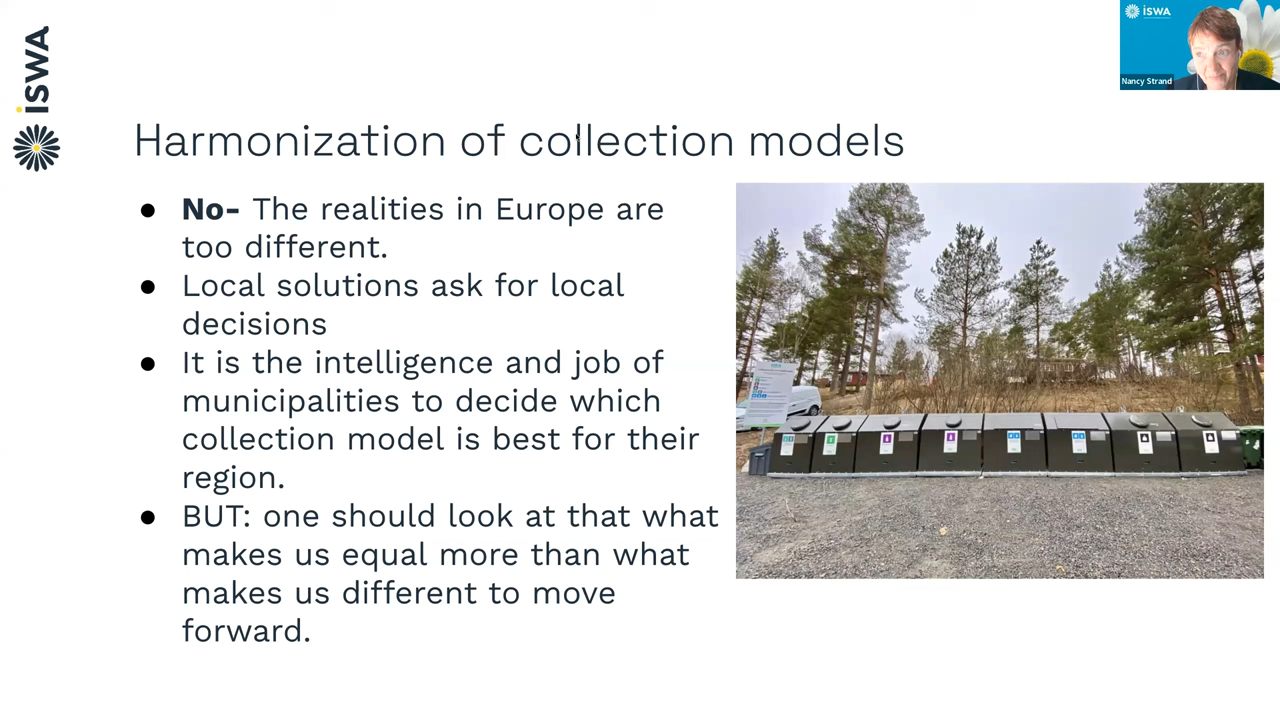 iSWA
iSWA
Nancy Strand
Harmonization of collection models
● No- The realities in Europe are
too different.
● Local solutions ask for local
decisions
● It is the intelligence and job of
municipalities to decide which
collection model is best for their
region.
● BUT: one should look at that what
makes us equal more than what
makes us different to move
forward.